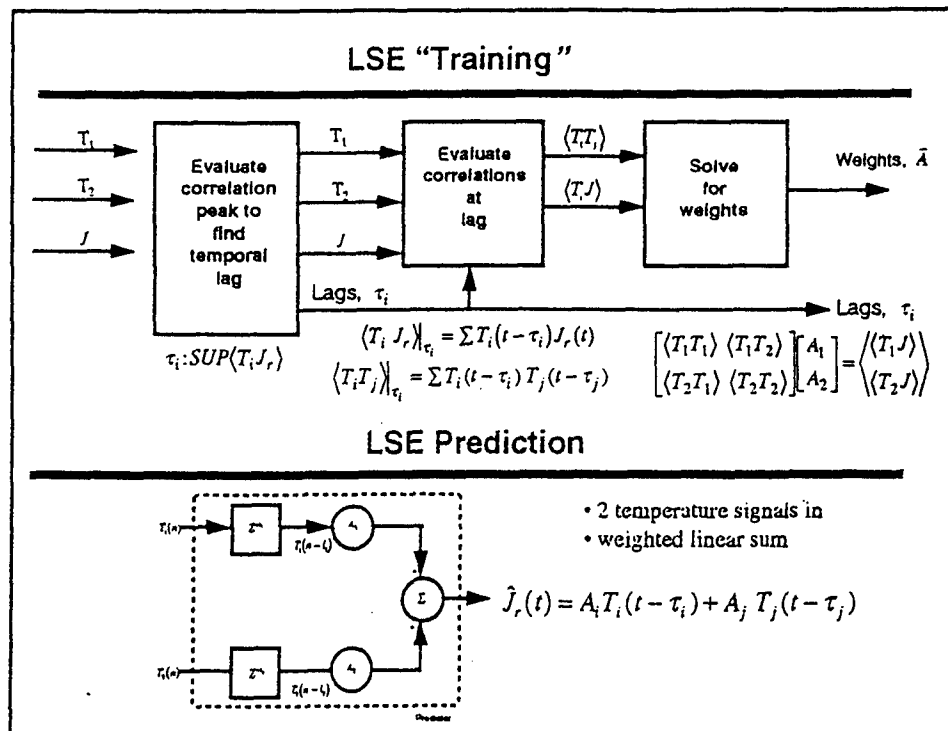 LSE “Training”
T₁
T₂
J
Evaluate
correlation
peak to
find
temporal
lag
T₁
T₂
J
Lags, τᵢ
Evaluate
correlations
at
lag
⟨TᵢTⱼ⟩
⟨TᵢJ⟩
Solve
for
weights
Weights, Ā
Lags, τᵢ
τᵢ:SUP⟨TᵢJᵣ⟩
⟨Tᵢ Jᵣ⟩|τᵢ = ΣTᵢ(t−τᵢ)Jᵣ(t)
⟨TᵢTⱼ⟩|τᵢ = ΣTᵢ(t−τᵢ)Tⱼ(t−τⱼ)
[⟨T₁T₁⟩ ⟨T₁T₂⟩] [A₁] = ⟨⟨T₁J⟩⟩
[⟨T₂T₁⟩ ⟨T₂T₂⟩] [A₂] ⟨⟨T₂J⟩⟩
LSE Prediction
Σ
• 2 temperature signals in
• weighted linear sum
Ĵᵣ(t) = AᵢTᵢ(t−τᵢ) + Aⱼ Tⱼ(t−τⱼ)